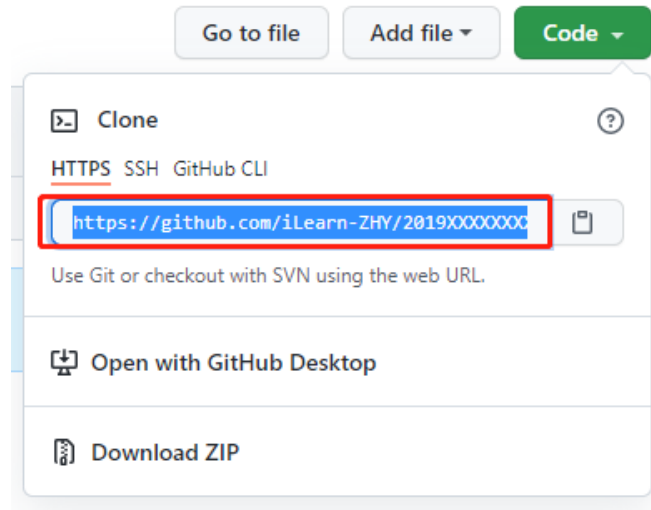 Go to file Add file Code
Clone
HTTPS SSH GitHub CLI
https://github.com/iLearn-ZHY/2019XXXXXXXX
Use Git or checkout with SVN using the web URL.
Open with GitHub Desktop
Download ZIP